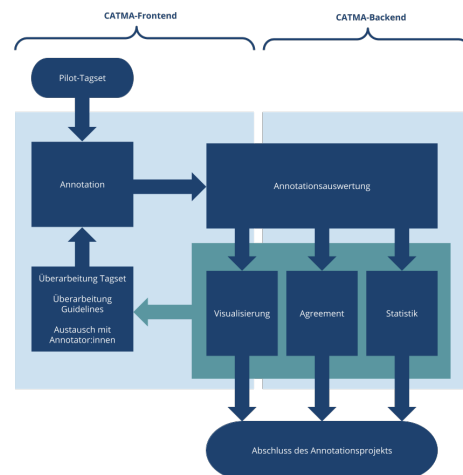 CATMA-Frontend
CATMA-Backend
Pilot-Tagset
Annotation
Annotationsauswertung
Überarbeitung Tagset
Überarbeitung
Guidelines
Austausch mit
Annotator:innen
Visualisierung
Agreement
Statistik
Abschluss des Annotationsprojekts